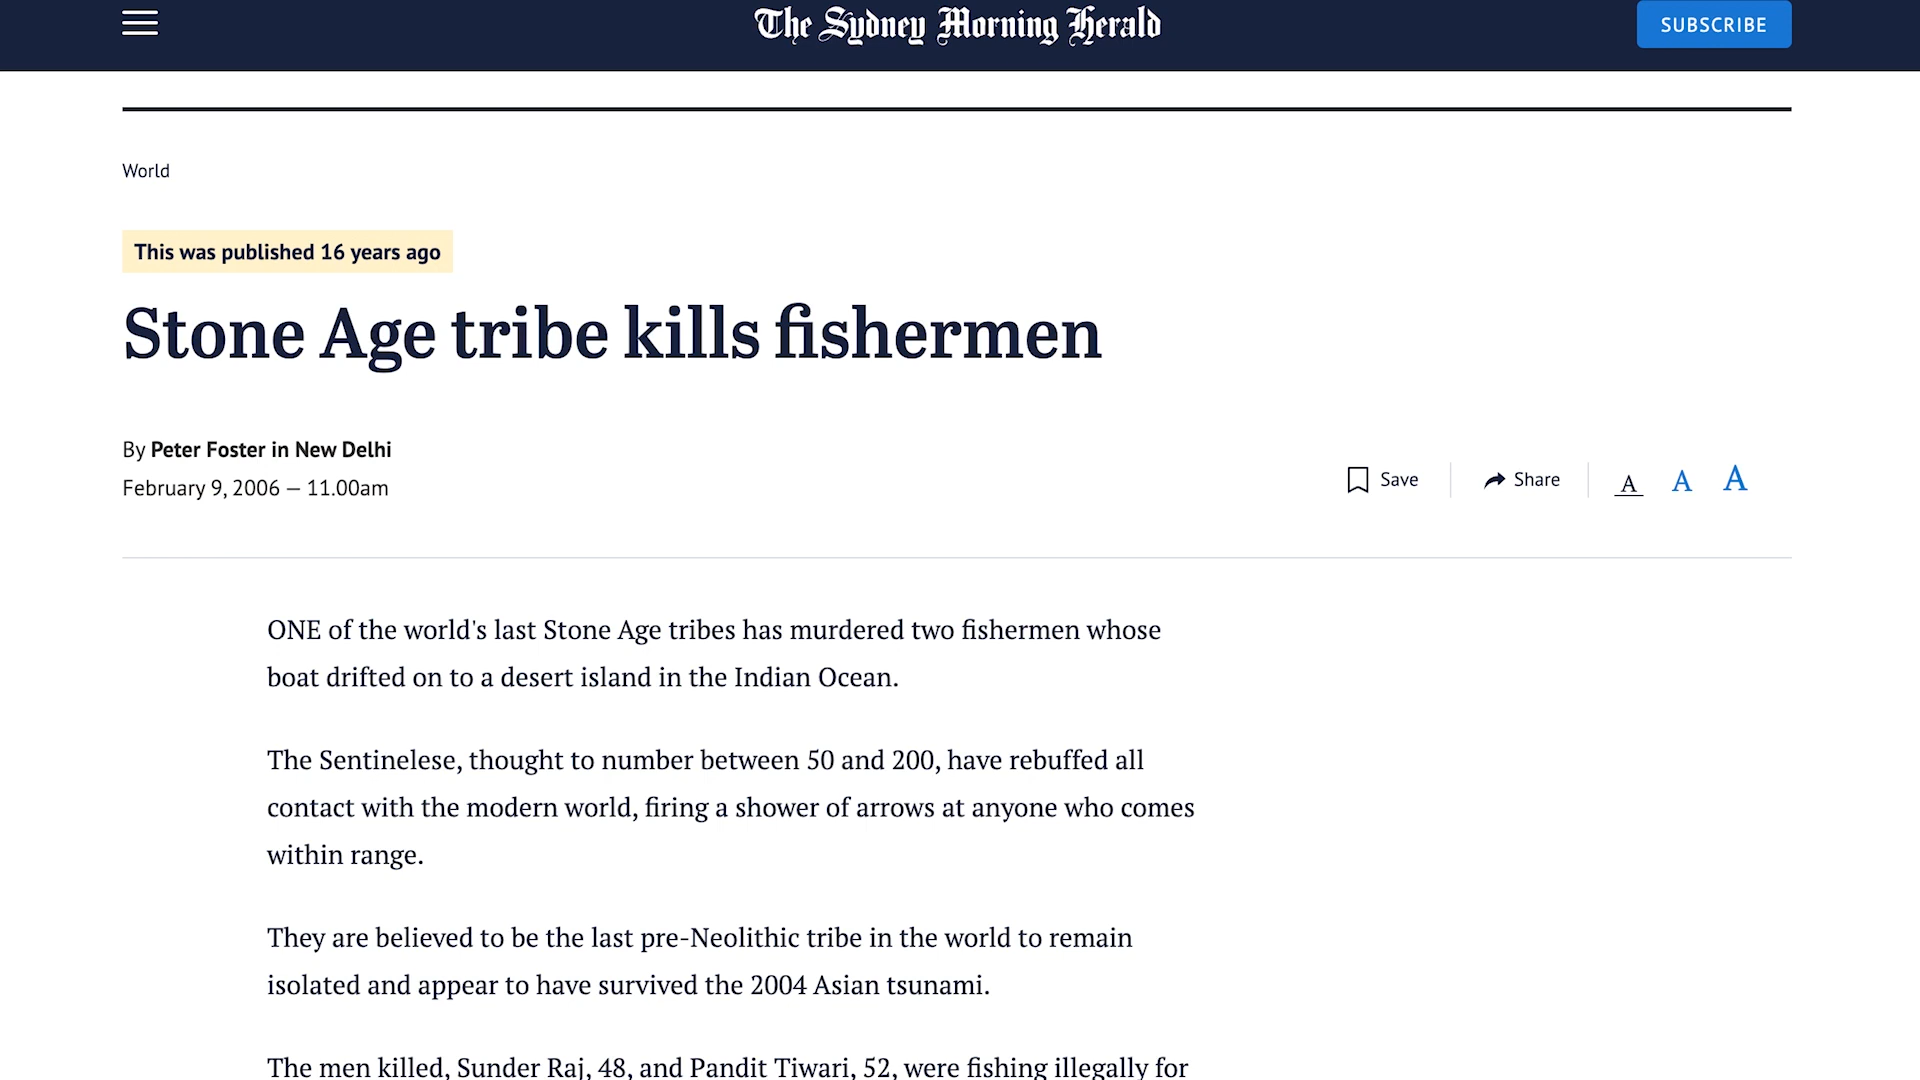 The Sydney Morning Herald
SUBSCRIBE
World
This was published 16 years ago
Stone Age tribe kills fishermen
By Peter Foster in New Delhi
February 9, 2006 — 11.00am
Save
Share
A A A
ONE of the world's last Stone Age tribes has murdered two fishermen whose
boat drifted on to a desert island in the Indian Ocean.
The Sentinelese, thought to number between 50 and 200, have rebuffed all
contact with the modern world, firing a shower of arrows at anyone who comes
within range.
They are believed to be the last pre-Neolithic tribe in the world to remain
isolated and appear to have survived the 2004 Asian tsunami.
The men killed, Sunder Raj, 48, and Pandit Tiwari, 52, were fishing illegally for